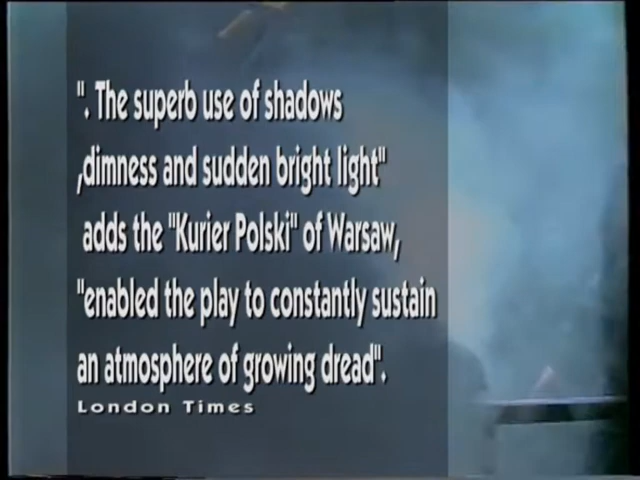 ". The superb use of shadows
,dimness and sudden bright light"
adds the "Kurier Polski" of Warsaw,
"enabled the play to constantly sustain
an atmosphere of growing dread".
London Times